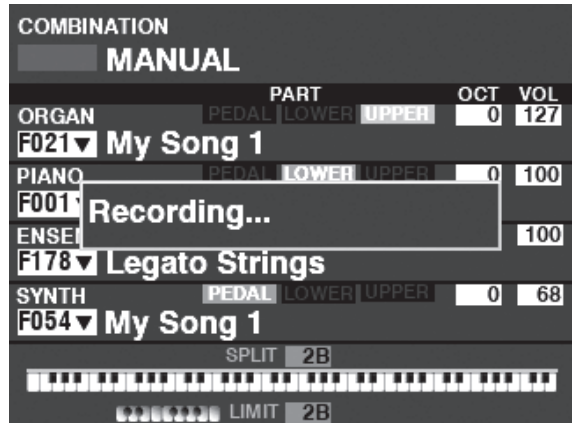 COMBINATION
MANUAL
PART OCT VOL
ORGAN PEDAL LOWER UPPER 0 127
F021▼ My Song 1
PIANO PEDAL LOWER UPPER 0 100
F001
Recording...
100
F178▼ Legato Strings
SYNTH PEDAL LOWER UPPER 0 68
F054▼ My Song 1
SPLIT 2B
LIMIT 2B